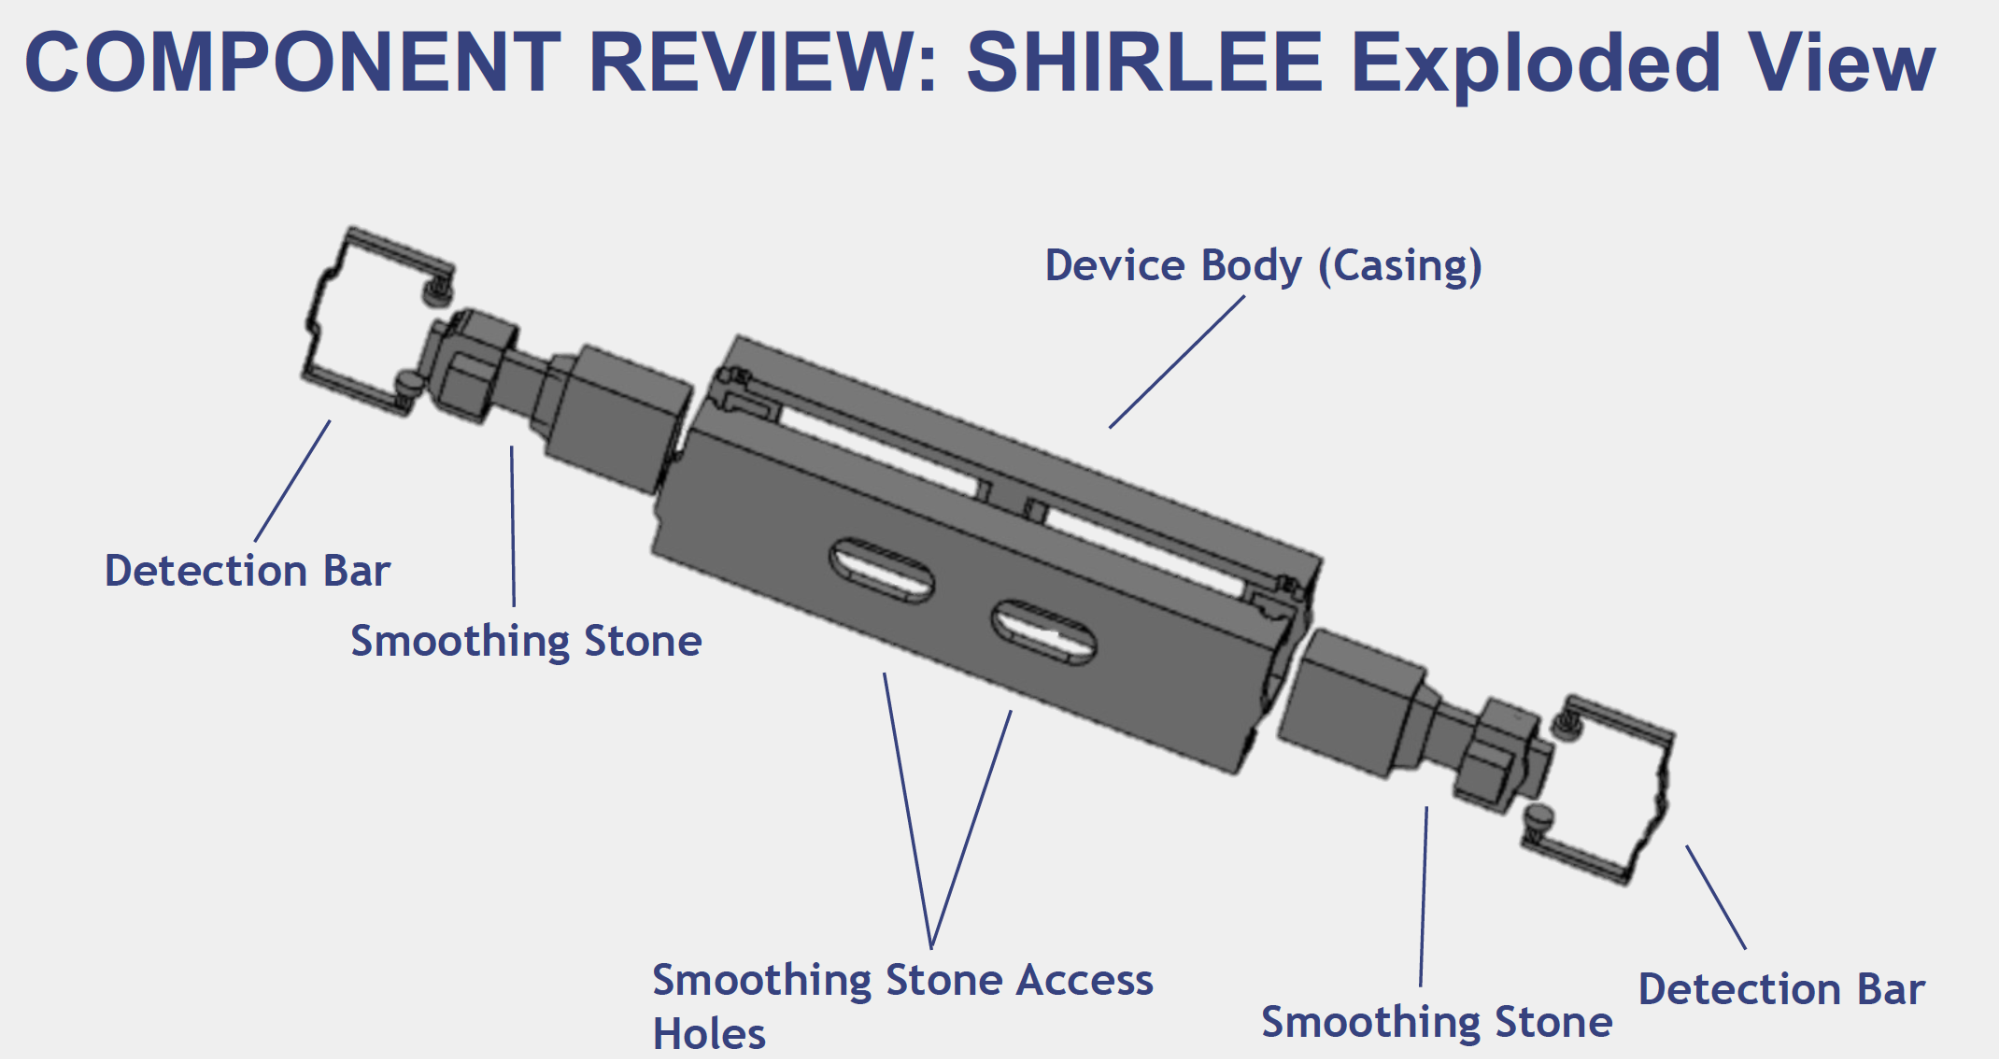 COMPONENT REVIEW: SHIRLEE Exploded View
Device Body (Casing)
Detection Bar
Smoothing Stone
Smoothing Stone Access
Holes
Smoothing Stone
Detection Bar